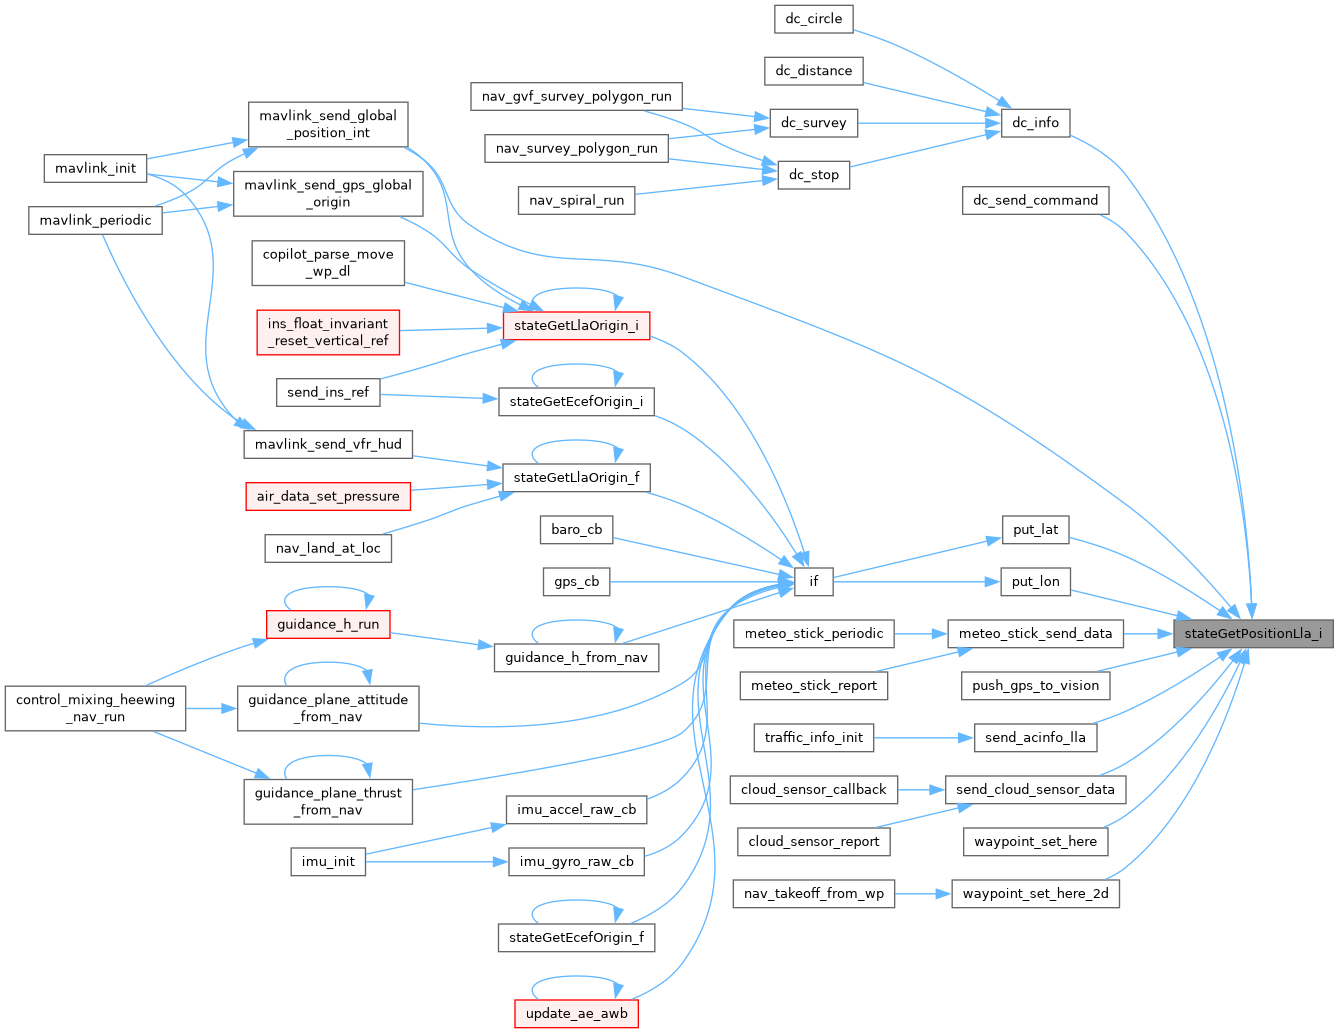 dc_circle
dc_distance
nav_gvf_survey_polygon_run
mavlink_send_global
_position_int
dc_survey
dc_info
nav_survey_polygon_run
mavlink_init
mavlink_send_gps_global
_origin
dc_stop
nav_spiral_run
dc_send_command
mavlink_periodic
copilot_parse_move
_wp_dl
ins_float_invariant
_reset_vertical_ref
stateGetLlaOrigin_i
send_ins_ref
stateGetEcefOrigin_i
mavlink_send_vfr_hud
stateGetLlaOrigin_f
air_data_set_pressure
baro_cb
put_lat
nav_land_at_loc
gps_cb
if
put_lon
guidance_h_run
meteo_stick_periodic
meteo_stick_send_data
stateGetPositionLla_i
guidance_h_from_nav
meteo_stick_report
push_gps_to_vision
control_mixing_heewing
_nav_run
guidance_plane_attitude
_from_nav
traffic_info_init
send_acinfo_lla
cloud_sensor_callback
send_cloud_sensor_data
guidance_plane_thrust
_from_nav
imu_accel_raw_cb
cloud_sensor_report
waypoint_set_here
imu_init
imu_gyro_raw_cb
nav_takeoff_from_wp
waypoint_set_here_2d
stateGetEcefOrigin_f
update_ae_awb